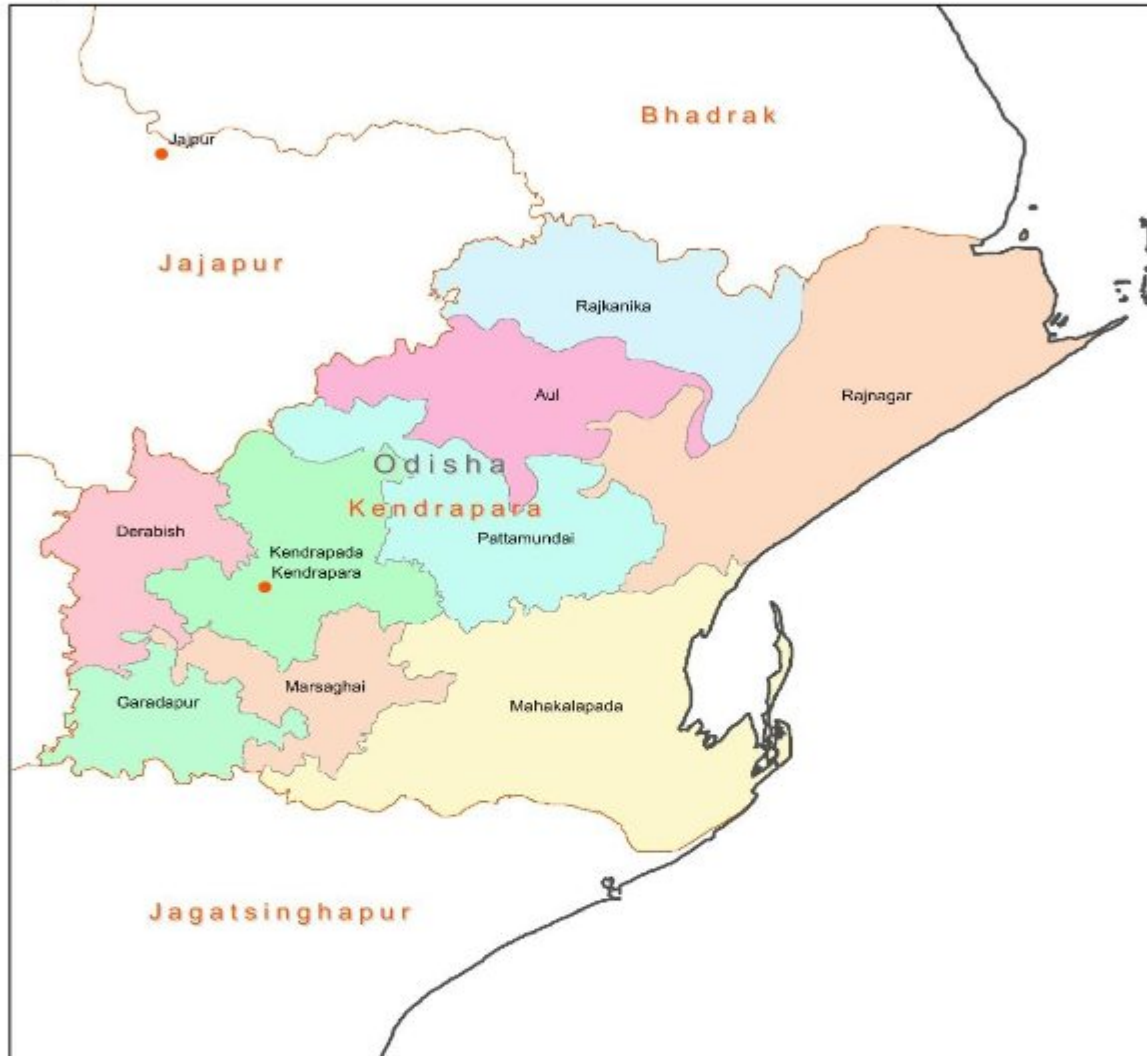 Bhadrak
Jajpur
Jajapur
Rajkanika
Aul
Rajnagar
Odisha
Kendrapara
Derabish
Pattamundai
Kendrapada
Kendrapara
Garadapur
Marsaghai
Mahakalapada
Jagatsinghapur